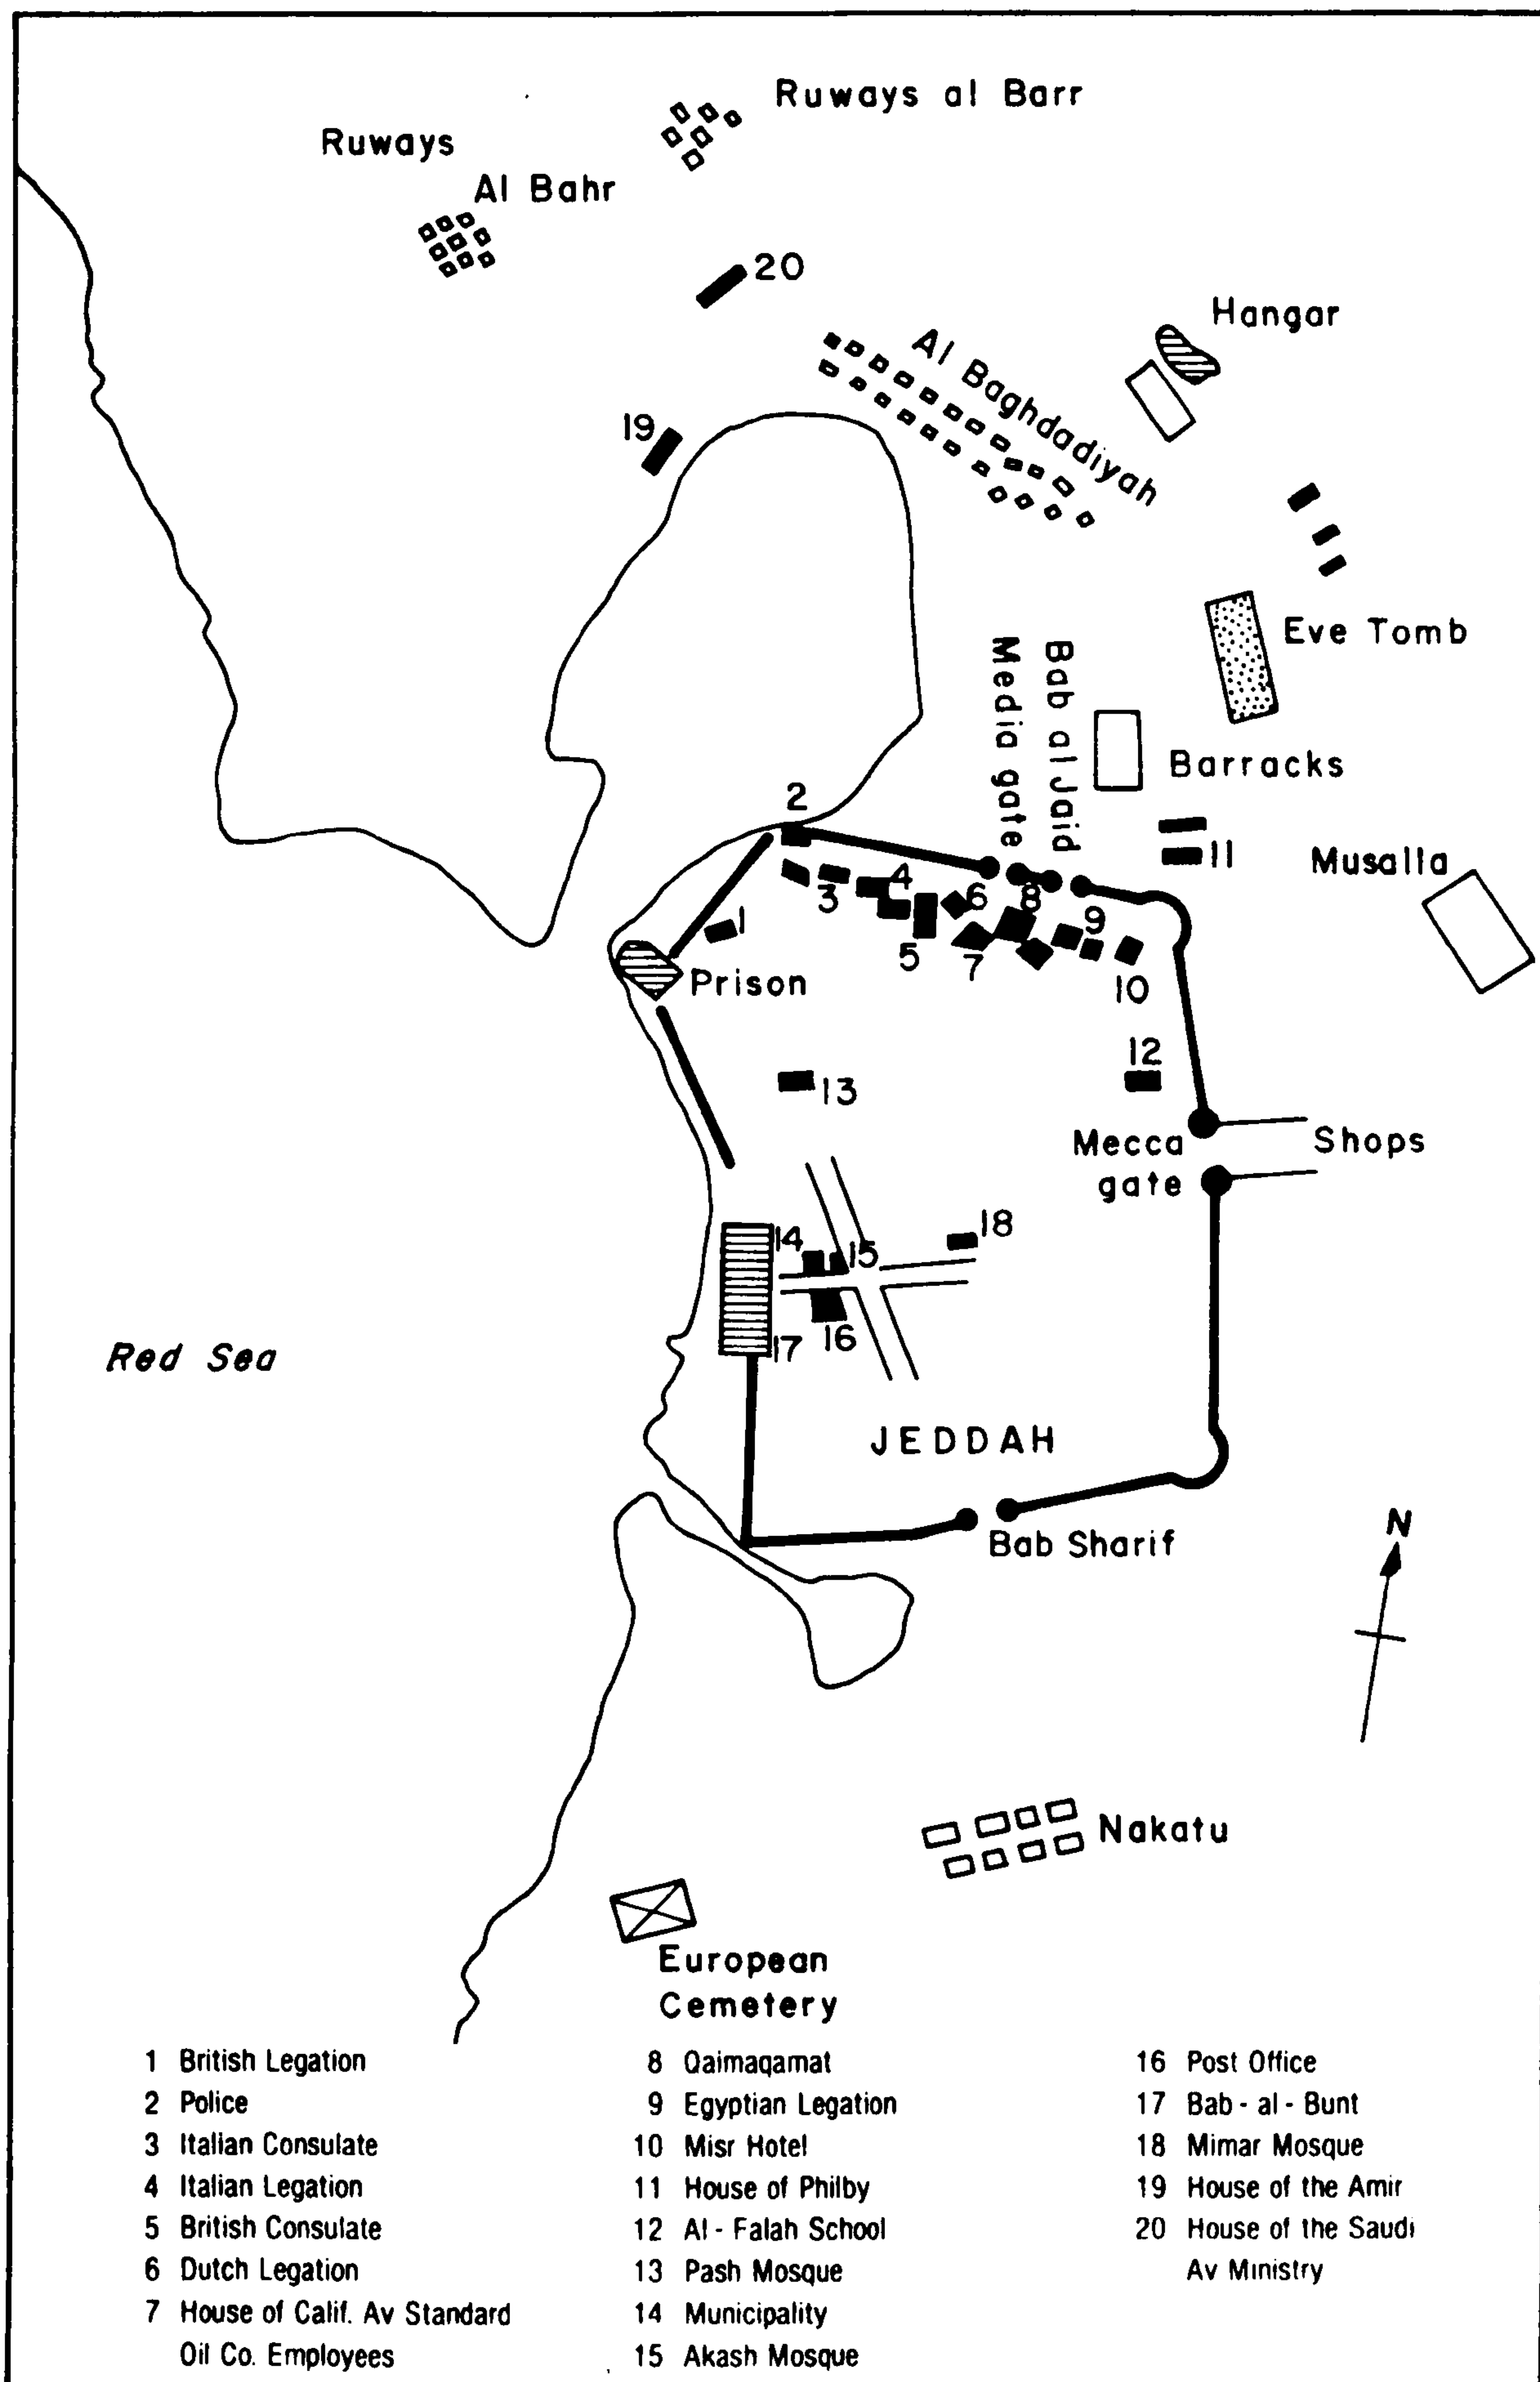 Ruways al Barr
Ruways
Al Bahr
20
Hangar
Al Baghdadiyah
19
Eve Tomb
Media gate
Bab al Jaid
Barracks
2
11
Musalla
3
4
6
8
9
1
5
7
10
Prison
12
13
Mecca
gate
Shops
14
15
18
16
17
Red Sea
JEDDAH
Bab Sharif
N
Nakatu
European
Cemetery
1 British Legation
2 Police
3 Italian Consulate
4 Italian Legation
5 British Consulate
6 Dutch Legation
7 House of Calif. Av Standard
Oil Co. Employees
8 Qaimaqamat
9 Egyptian Legation
10 Misr Hotel
11 House of Philby
12 Al - Falah School
13 Pash Mosque
14 Municipality
15 Akash Mosque
16 Post Office
17 Bab - al - Bunt
18 Mimar Mosque
19 House of the Amir
20 House of the Saudi
Av Ministry